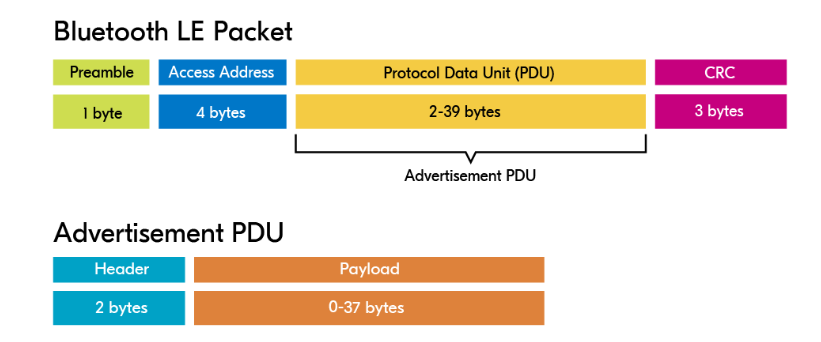 Bluetooth LE Packet
Preamble Access Address Protocol Data Unit (PDU) CRC
1 byte 4 bytes 2-39 bytes 3 bytes
Advertisement PDU
Advertisement PDU
Header Payload
2 bytes 0-37 bytes